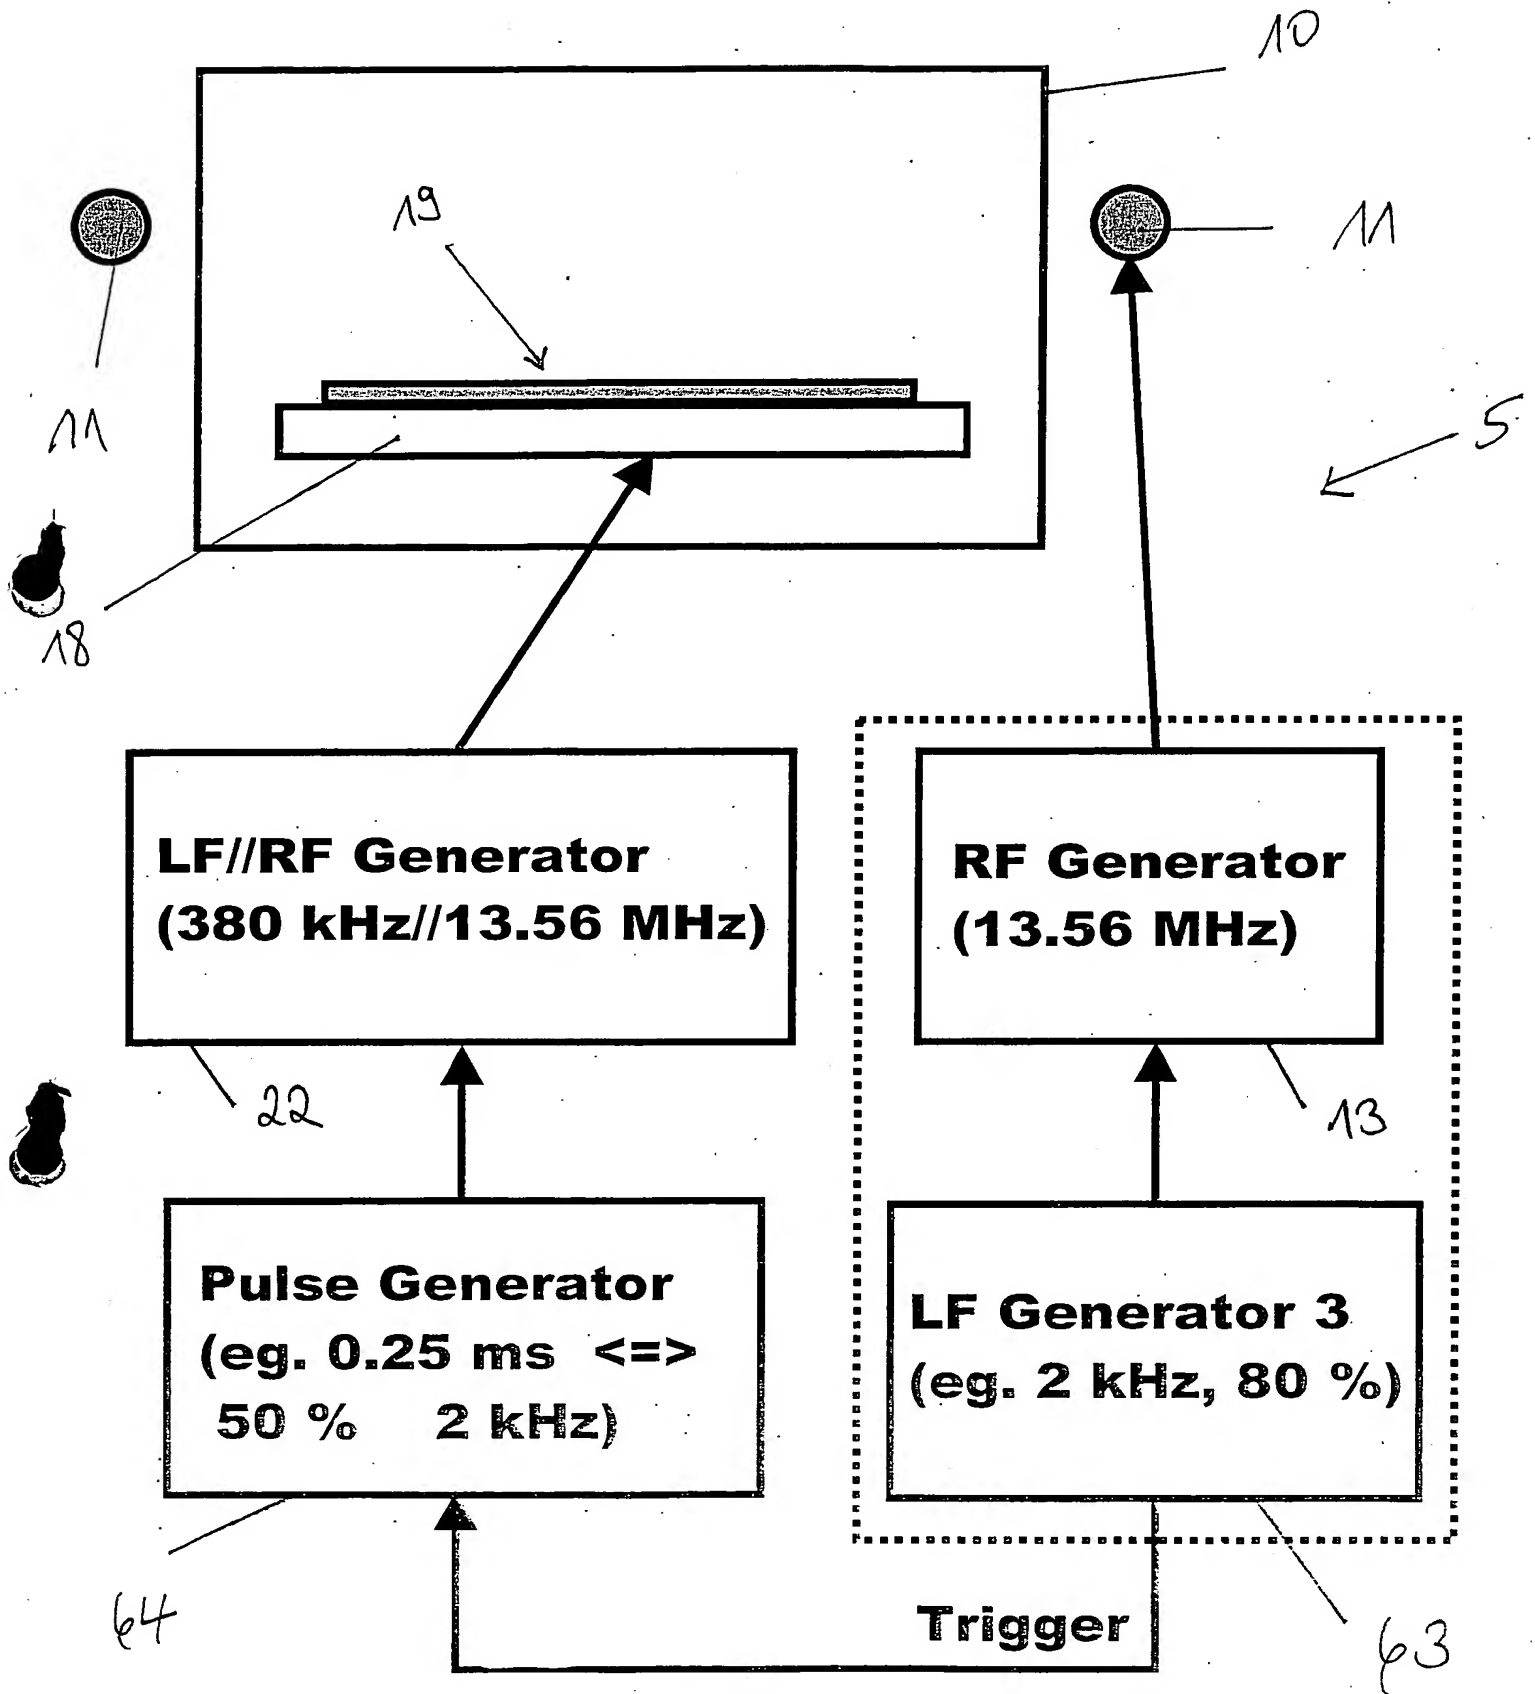 10
19
11
11
5
18
LF//RF Generator
(380 kHz//13.56 MHz)
RF Generator
(13.56 MHz)
22
13
Pulse Generator
(eg. 0.25 ms <=>
50 % 2 kHz)
LF Generator 3
(eg. 2 kHz, 80 %)
64
Trigger
63